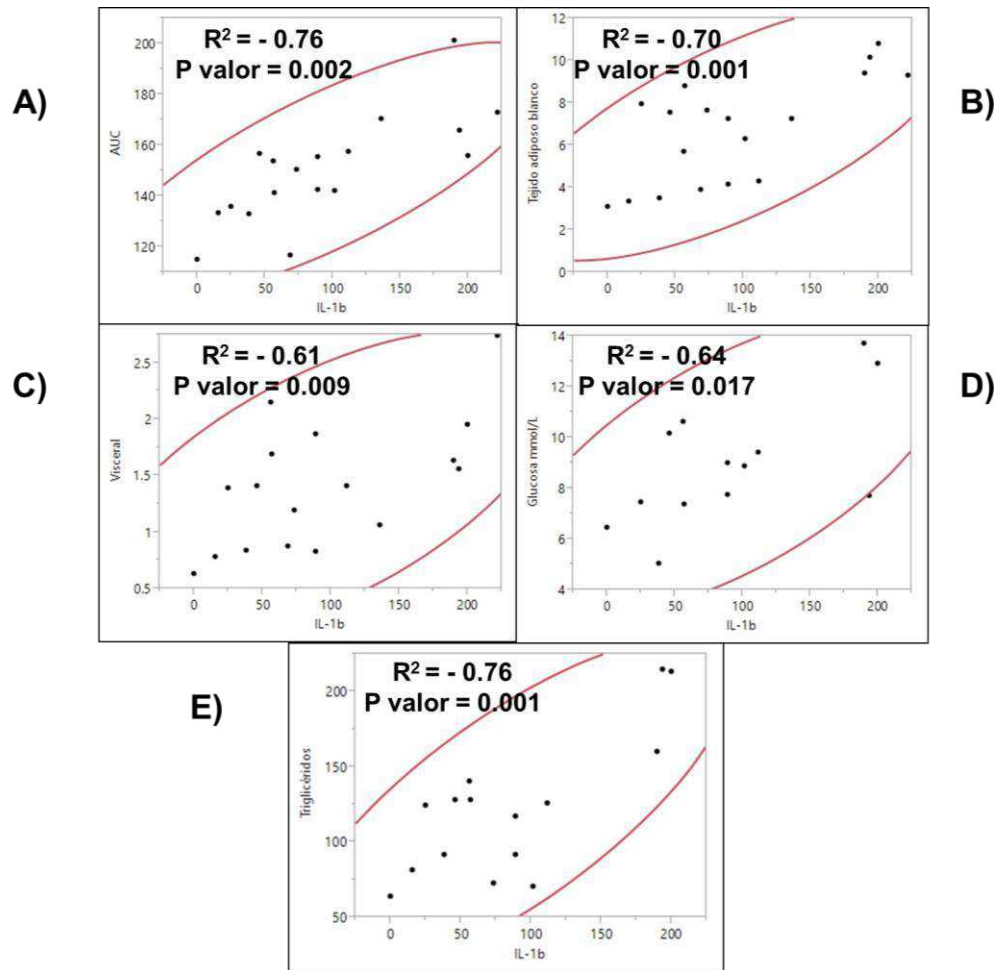 A)
R² = - 0.76
P valor = 0.002
AUC
200
180
160
140
120
0 50 100 150 200
IL-1b
B)
R² = - 0.70
P valor = 0.001
Tejido adiposo blanco
12
10
8
6
4
2
0
0 50 100 150 200
IL-1b
C)
R² = - 0.61
P valor = 0.009
Visceral
2.5
2
1.5
1
0.5
0 50 100 150 200
IL-1b
D)
R² = - 0.64
P valor = 0.017
Glucosa mmol/L
14
12
10
8
6
4
0 50 100 150 200
IL-1b
E)
R² = - 0.76
P valor = 0.001
Triglicéridos
200
150
100
50
0 50 100 150 200
IL-1b